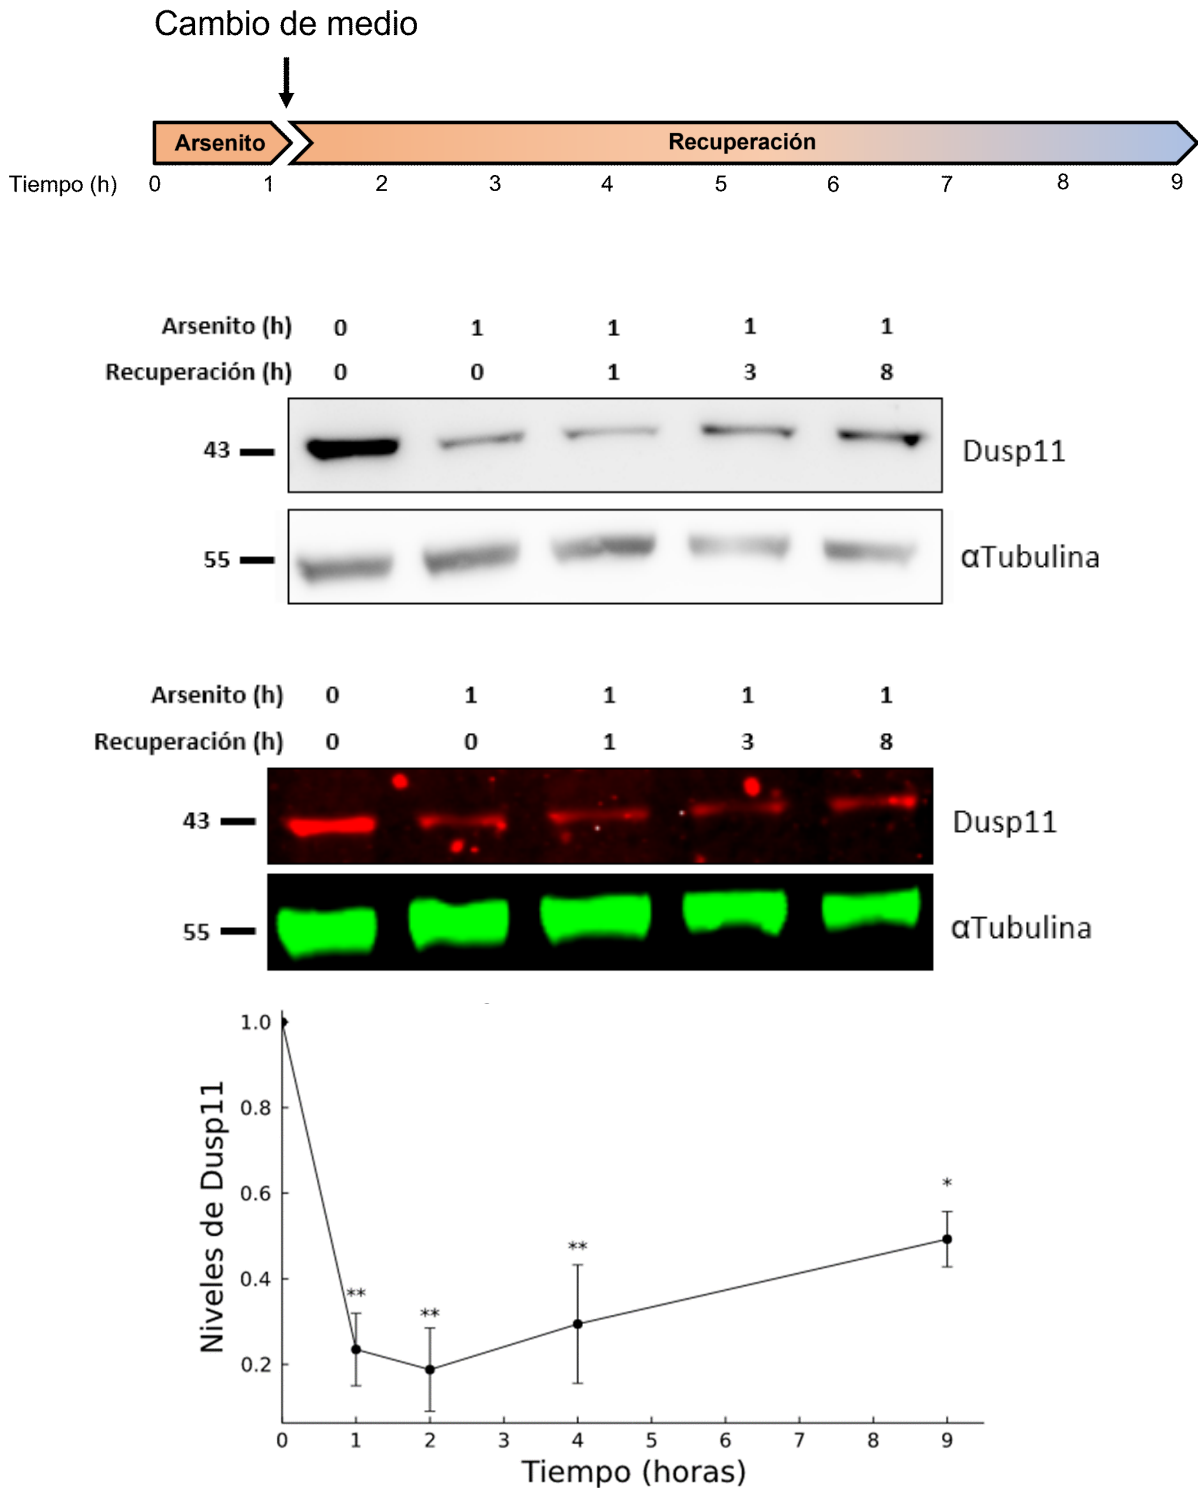 Cambio de medio
Arsenito Recuperación
Tiempo (h) 0 1 2 3 4 5 6 7 8 9
Arsenito (h) 0 1 1 1 1
Recuperación (h) 0 0 1 3 8
43 Dusp11
55 αTubulina
Arsenito (h) 0 1 1 1 1
Recuperación (h) 0 0 1 3 8
43 Dusp11
55 αTubulina
Niveles de Dusp11
1.0
0.8
0.6
0.4
0.2
** ** ** *
0 1 2 3 4 5 6 7 8 9
Tiempo (horas)